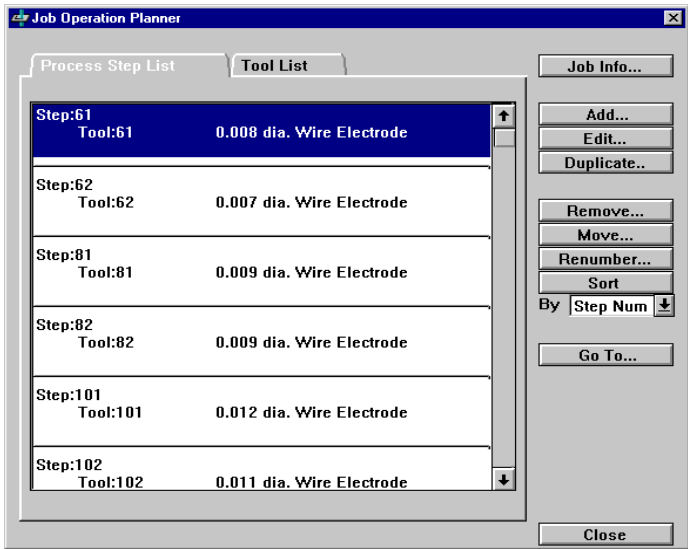 Job Operation Planner
Process Step List
Tool List
Step:61
Tool:61 0.008 dia. Wire Electrode
Step:62
Tool:62 0.007 dia. Wire Electrode
Step:81
Tool:81 0.009 dia. Wire Electrode
Step:82
Tool:82 0.009 dia. Wire Electrode
Step:101
Tool:101 0.012 dia. Wire Electrode
Step:102
Tool:102 0.011 dia. Wire Electrode
Job Info...
Add...
Edit...
Duplicate..
Remove...
Move...
Renumber...
Sort
By Step Num
Go To...
Close